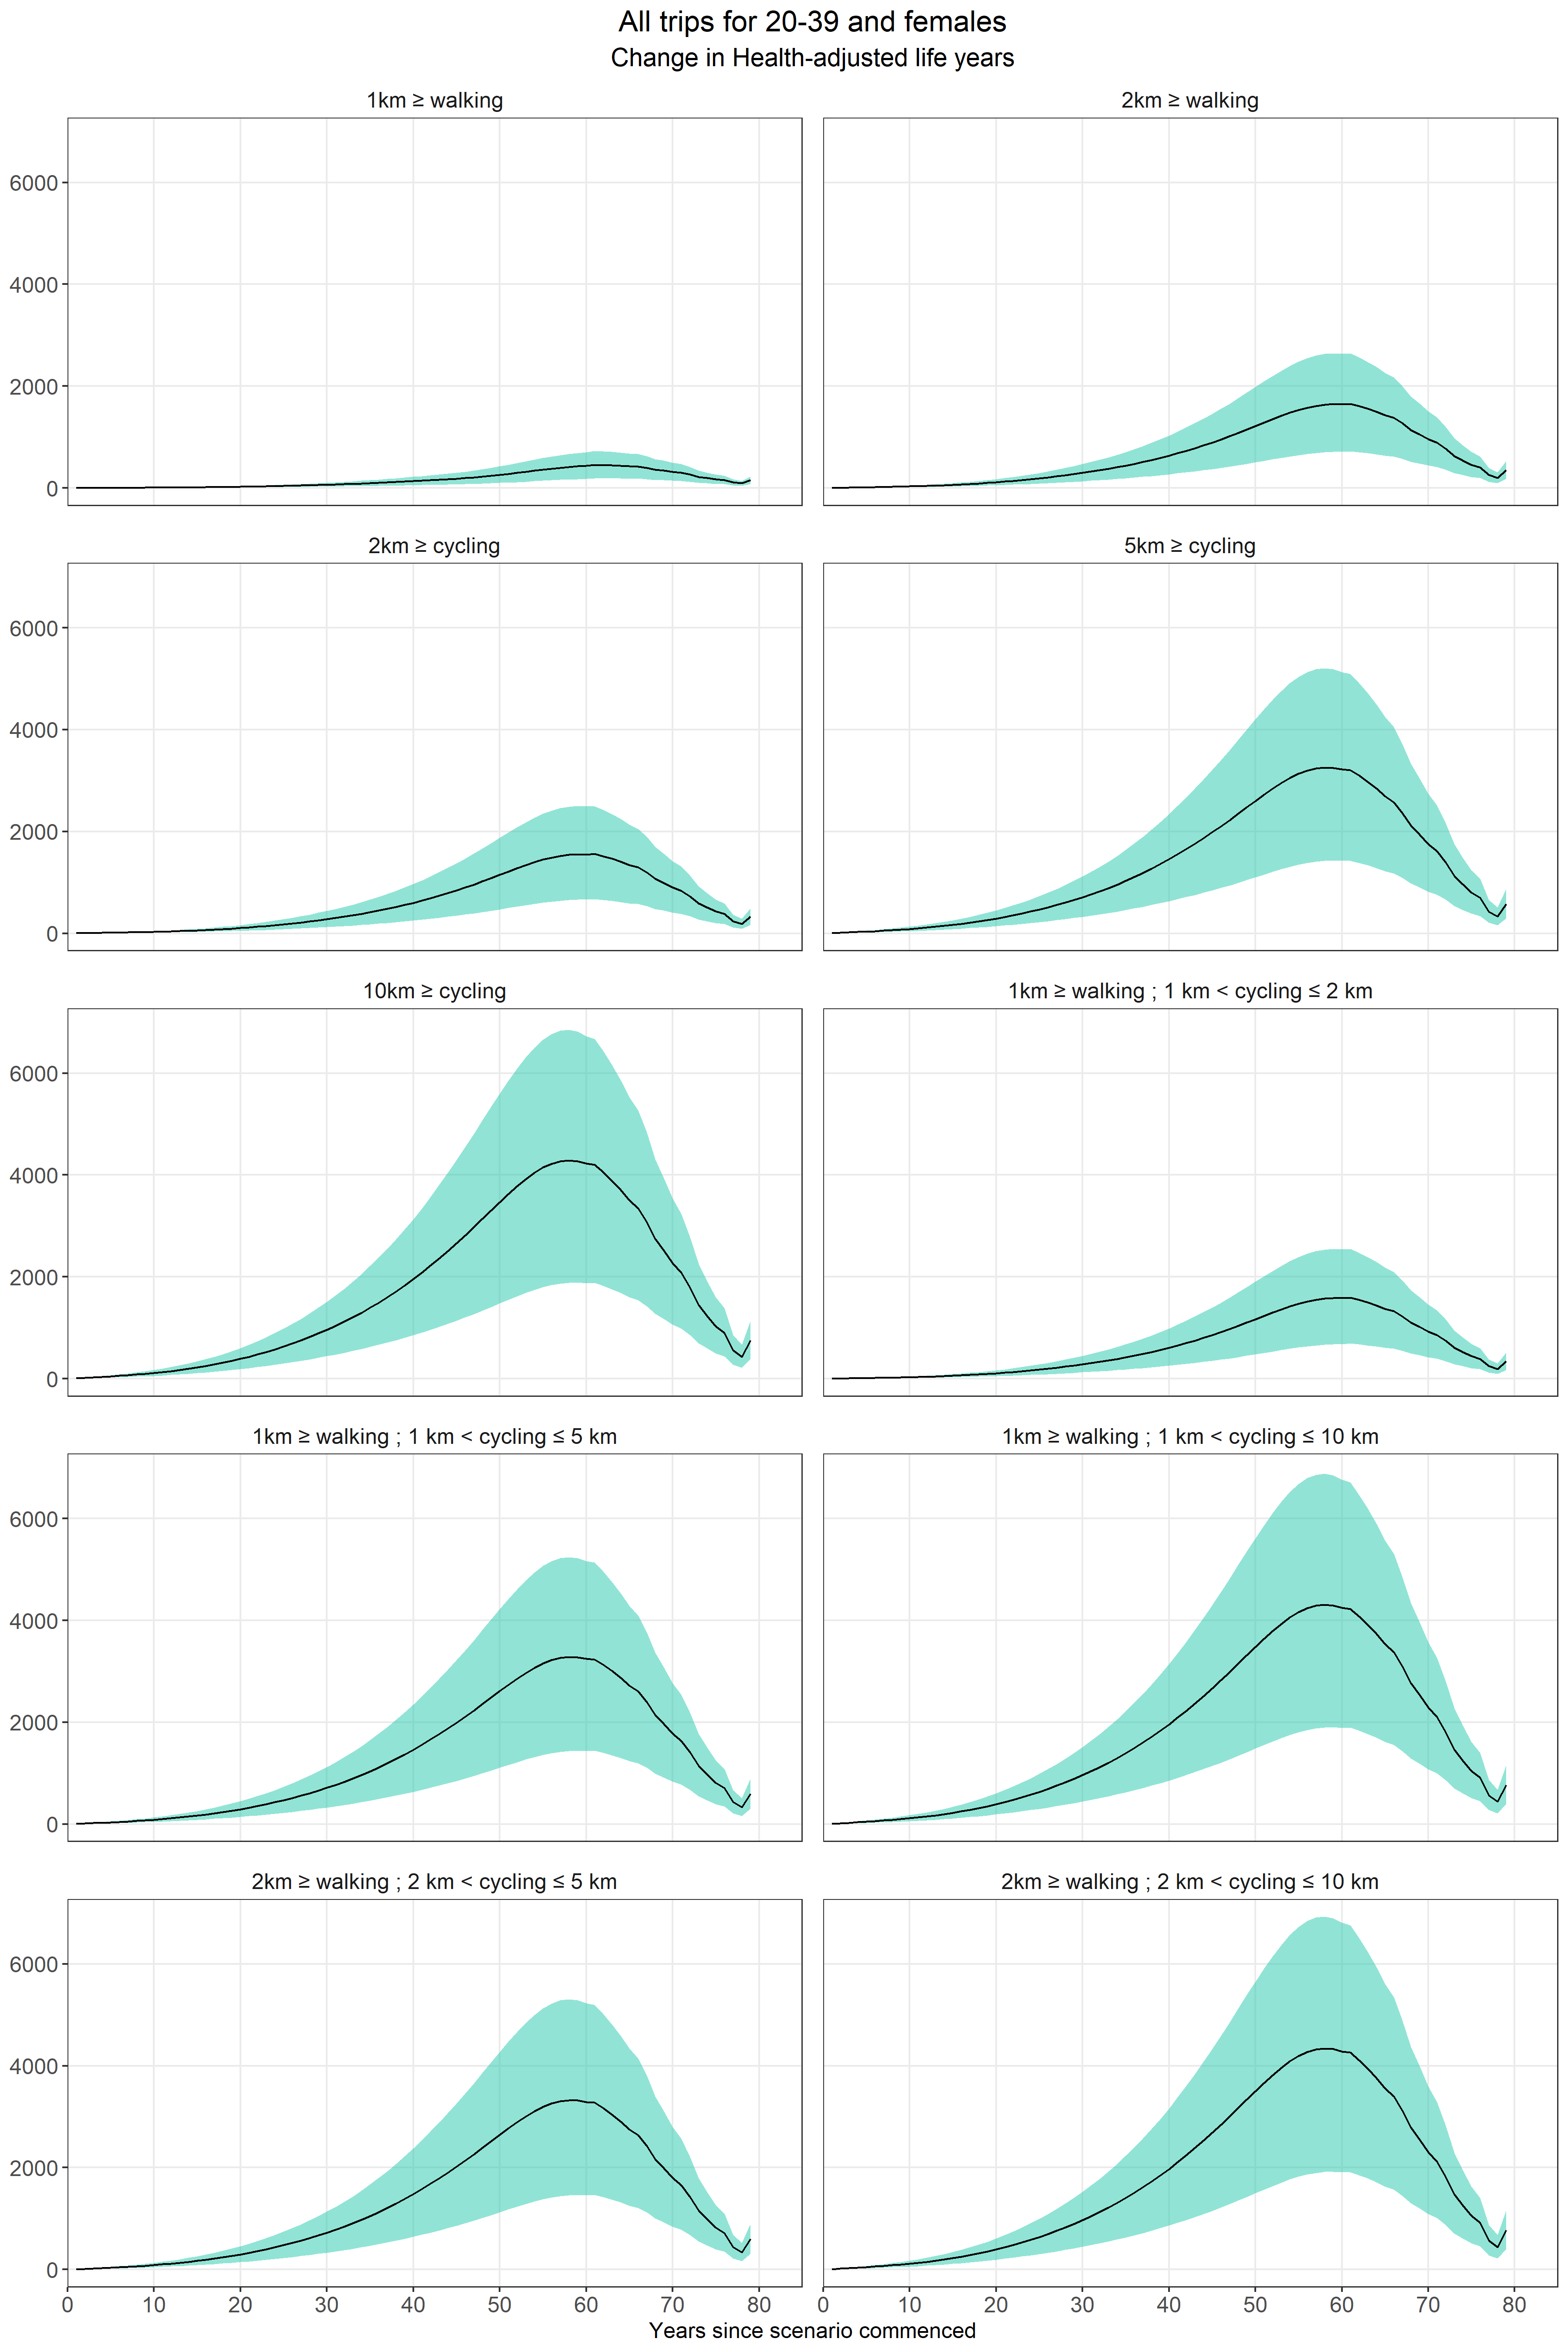 All trips for 20-39 and females
Change in Health-adjusted life years
1km ≥ walking
2km ≥ walking
6000
4000
2000
0
2km ≥ cycling
5km ≥ cycling
6000
4000
2000
0
10km ≥ cycling
1km ≥ walking ; 1 km < cycling ≤ 2 km
6000
4000
2000
0
1km ≥ walking ; 1 km < cycling ≤ 5 km
1km ≥ walking ; 1 km < cycling ≤ 10 km
6000
4000
2000
0
2km ≥ walking ; 2 km < cycling ≤ 5 km
2km ≥ walking ; 2 km < cycling ≤ 10 km
6000
4000
2000
0
0 10 20 30 40 50 60 70 80
0 10 20 30 40 50 60 70 80
Years since scenario commenced